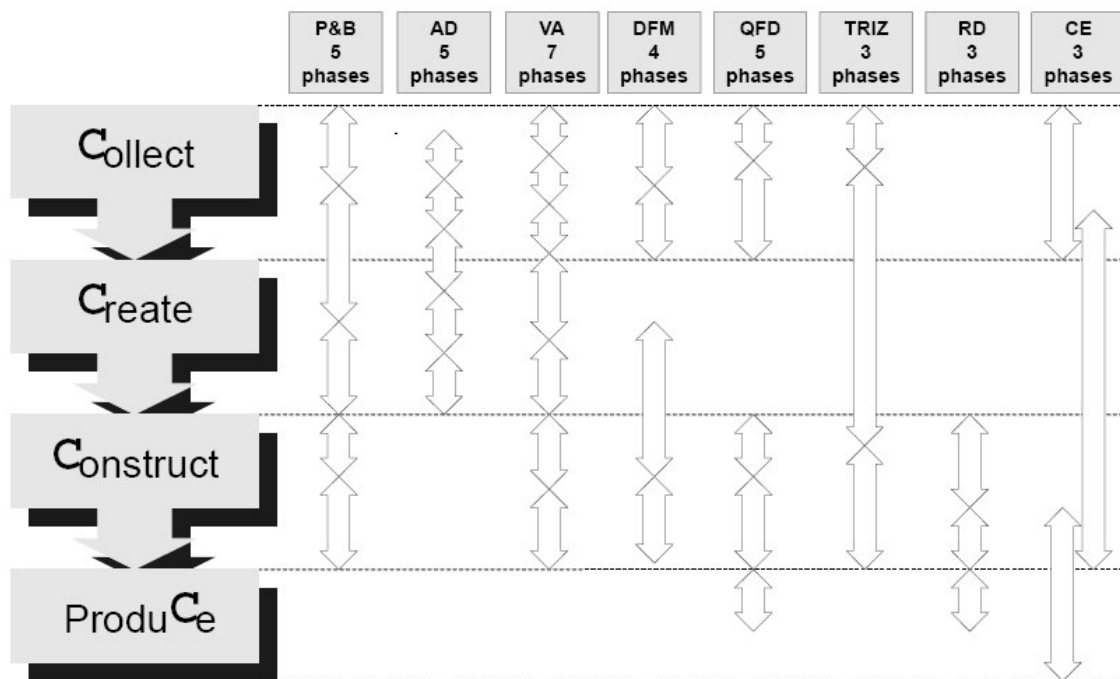 P&B
5
phases
AD
5
phases
VA
7
phases
DFM
4
phases
QFD
5
phases
TRIZ
3
phases
RD
3
phases
CE
3
phases
Collect
Create
Construct
ProduCe